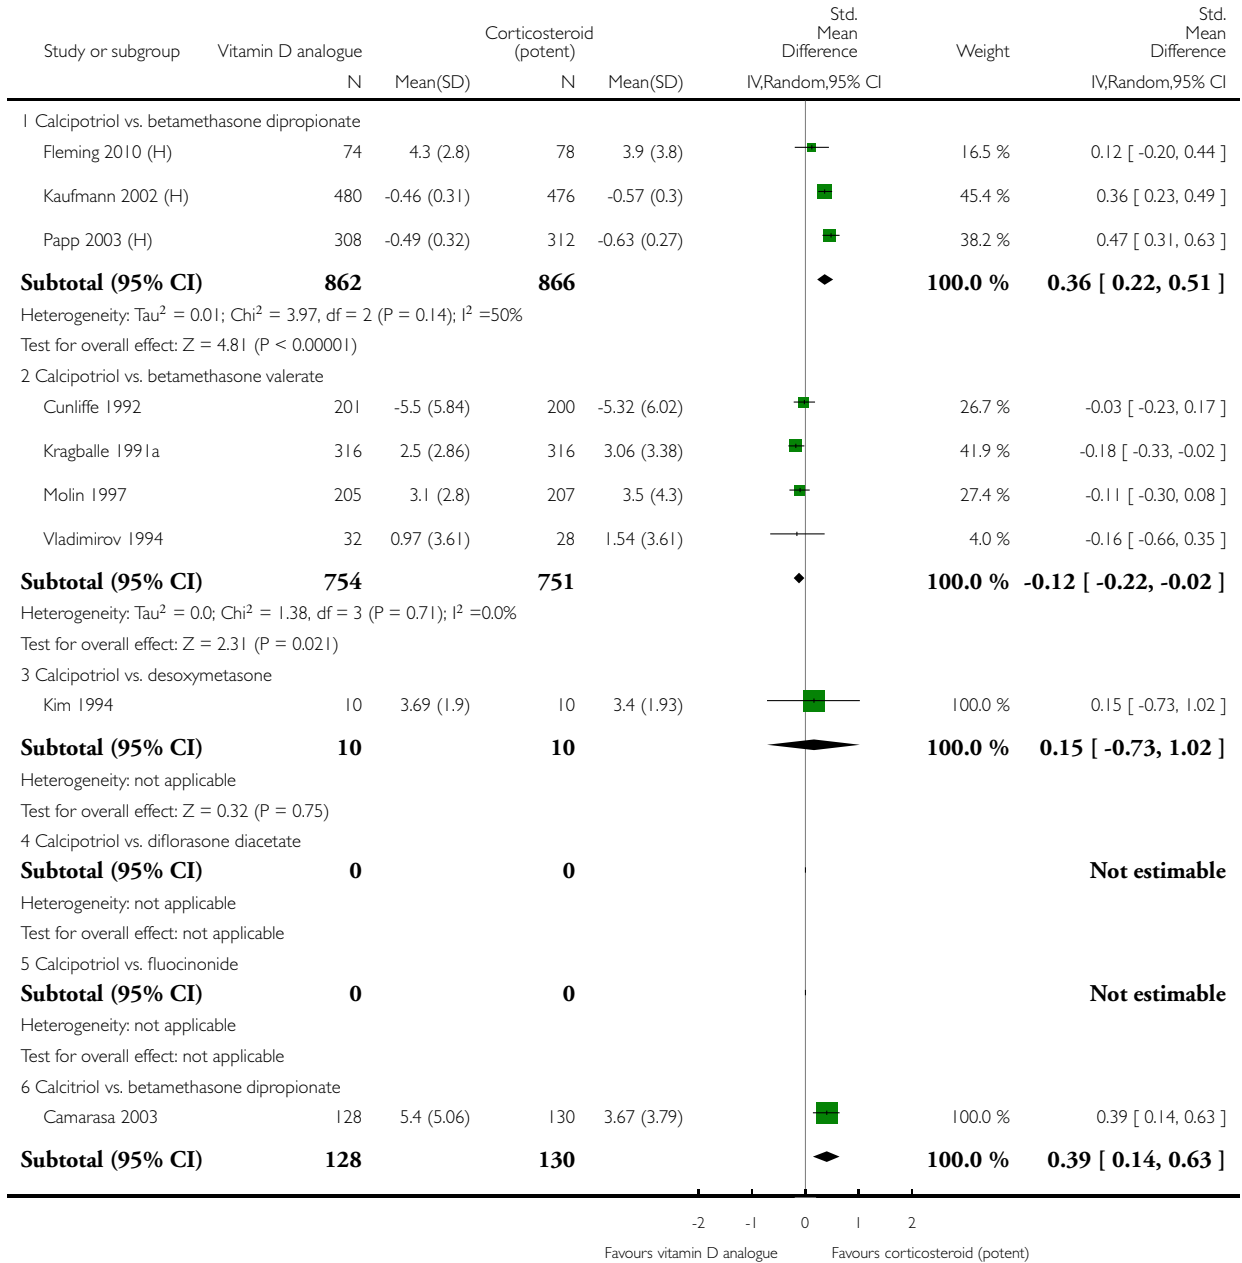 Study or subgroup Vitamin D analogue Corticosteroid (potent) Std. Mean Difference Weight Std. Mean Difference
N Mean(SD) N Mean(SD) IV,Random,95% CI IV,Random,95% CI
1 Calcipotriol vs. betamethasone dipropionate
Fleming 2010 (H) 74 4.3 (2.8) 78 3.9 (3.8) 16.5 % 0.12 [ -0.20, 0.44 ]
Kaufmann 2002 (H) 480 -0.46 (0.31) 476 -0.57 (0.3) 45.4 % 0.36 [ 0.23, 0.49 ]
Papp 2003 (H) 308 -0.49 (0.32) 312 -0.63 (0.27) 38.2 % 0.47 [ 0.31, 0.63 ]
Subtotal (95% CI) 862 866 100.0 % 0.36 [ 0.22, 0.51 ]
Heterogeneity: Tau² = 0.01; Chi² = 3.97, df = 2 (P = 0.14); I² =50%
Test for overall effect: Z = 4.81 (P < 0.00001)
2 Calcipotriol vs. betamethasone valerate
Cunliffe 1992 201 -5.5 (5.84) 200 -5.32 (6.02) 26.7 % -0.03 [ -0.23, 0.17 ]
Kragballe 1991a 316 2.5 (2.86) 316 3.06 (3.38) 41.9 % -0.18 [ -0.33, -0.02 ]
Molin 1997 205 3.1 (2.8) 207 3.5 (4.3) 27.4 % -0.11 [ -0.30, 0.08 ]
Vladimirov 1994 32 0.97 (3.61) 28 1.54 (3.61) 4.0 % -0.16 [ -0.66, 0.35 ]
Subtotal (95% CI) 754 751 100.0 % -0.12 [ -0.22, -0.02 ]
Heterogeneity: Tau² = 0.0; Chi² = 1.38, df = 3 (P = 0.71); I² =0.0%
Test for overall effect: Z = 2.31 (P = 0.021)
3 Calcipotriol vs. desoxymetasone
Kim 1994 10 3.69 (1.9) 10 3.4 (1.93) 100.0 % 0.15 [ -0.73, 1.02 ]
Subtotal (95% CI) 10 10 100.0 % 0.15 [ -0.73, 1.02 ]
Heterogeneity: not applicable
Test for overall effect: Z = 0.32 (P = 0.75)
4 Calcipotriol vs. diflorasone diacetate
Subtotal (95% CI) 0 0 Not estimable
Heterogeneity: not applicable
Test for overall effect: not applicable
5 Calcipotriol vs. fluocinonide
Subtotal (95% CI) 0 0 Not estimable
Heterogeneity: not applicable
Test for overall effect: not applicable
6 Calcitriol vs. betamethasone dipropionate
Camarasa 2003 128 5.4 (5.06) 130 3.67 (3.79) 100.0 % 0.39 [ 0.14, 0.63 ]
Subtotal (95% CI) 128 130 100.0 % 0.39 [ 0.14, 0.63 ]
-2 -1 0 1 2
Favours vitamin D analogue Favours corticosteroid (potent)